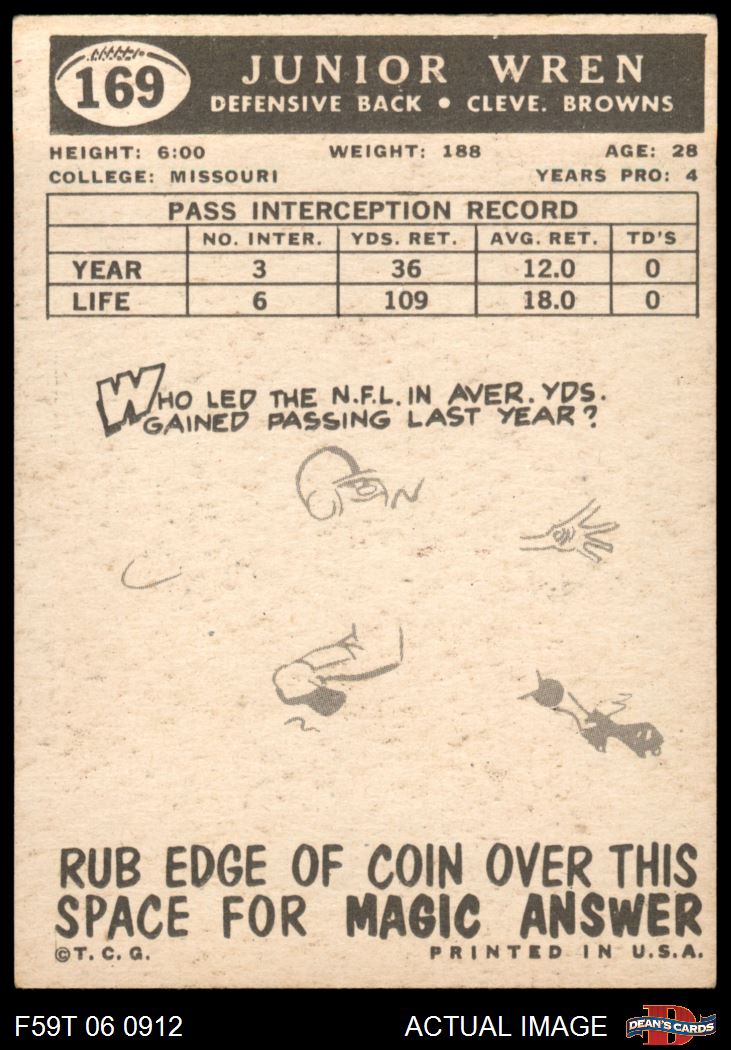 169
JUNIOR WREN
DEFENSIVE BACK • CLEVE. BROWNS
HEIGHT: 6:00 WEIGHT: 188 AGE: 28
COLLEGE: MISSOURI YEARS PRO: 4
PASS INTERCEPTION RECORD
NO. INTER. YDS. RET. AVG. RET. TD'S
YEAR 3 36 12.0 0
LIFE 6 109 18.0 0
WHO LED THE N.F.L. IN AVER. YDS.
GAINED PASSING LAST YEAR?
RUB EDGE OF COIN OVER THIS
SPACE FOR MAGIC ANSWER
©T.C.G. PRINTED IN U.S.A.
F59T 06 0912 ACTUAL IMAGE D DEAN'S CARDS